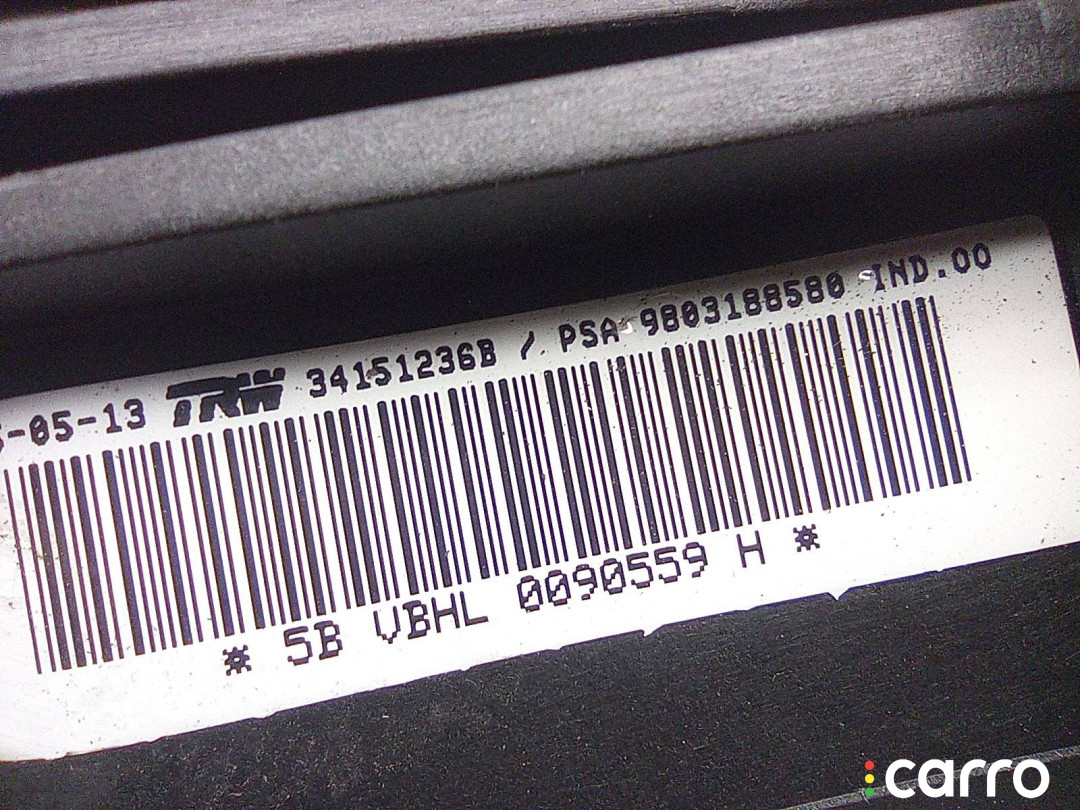 -05-13 TRW 34151236B / PSA 9803188580 IND.00
* 5B VBHL 0090559 H *
carro